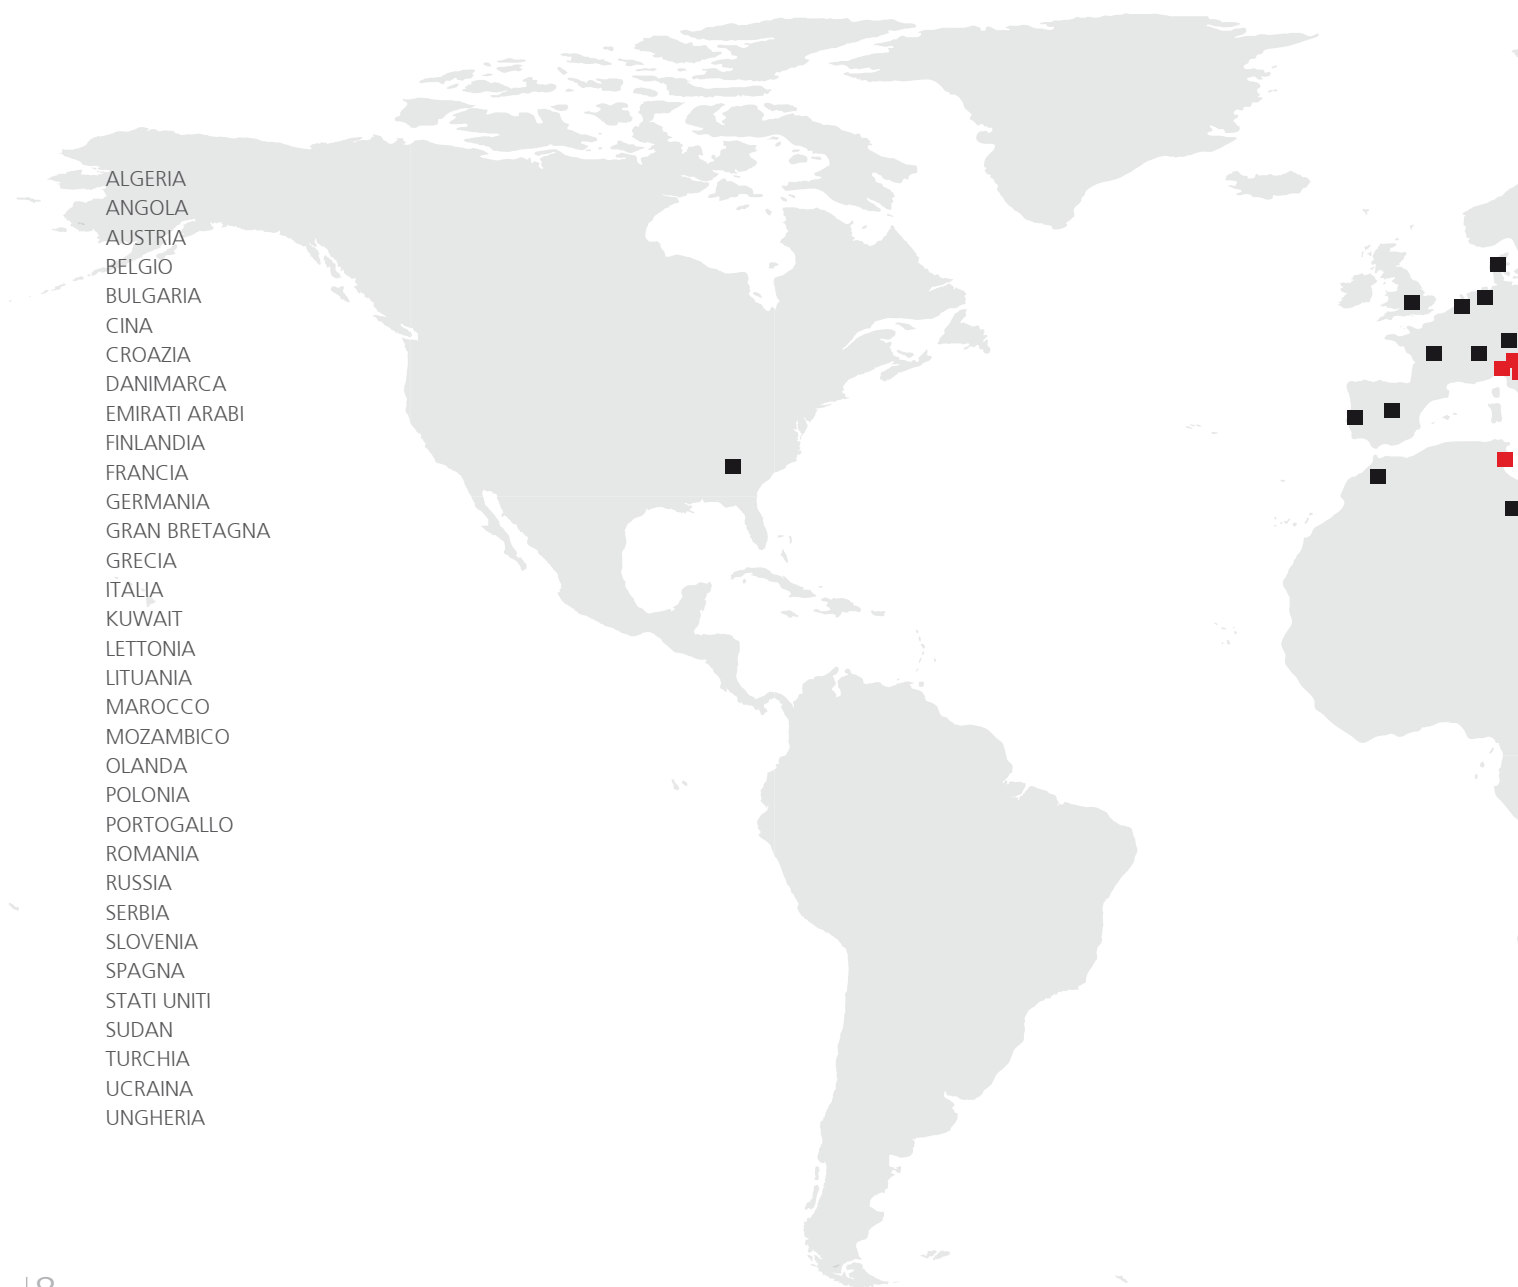 ALGERIA
ANGOLA
AUSTRIA
BELGIO
BULGARIA
CINA
CROAZIA
DANIMARCA
EMIRATI ARABI
FINLANDIA
FRANCIA
GERMANIA
GRAN BRETAGNA
GRECIA
ITALIA
KUWAIT
LETTONIA
LITUANIA
MAROCCO
MOZAMBICO
OLANDA
POLONIA
PORTOGALLO
ROMANIA
RUSSIA
SERBIA
SLOVENIA
SPAGNA
STATI UNITI
SUDAN
TURCHIA
UCRAINA
UNGHERIA